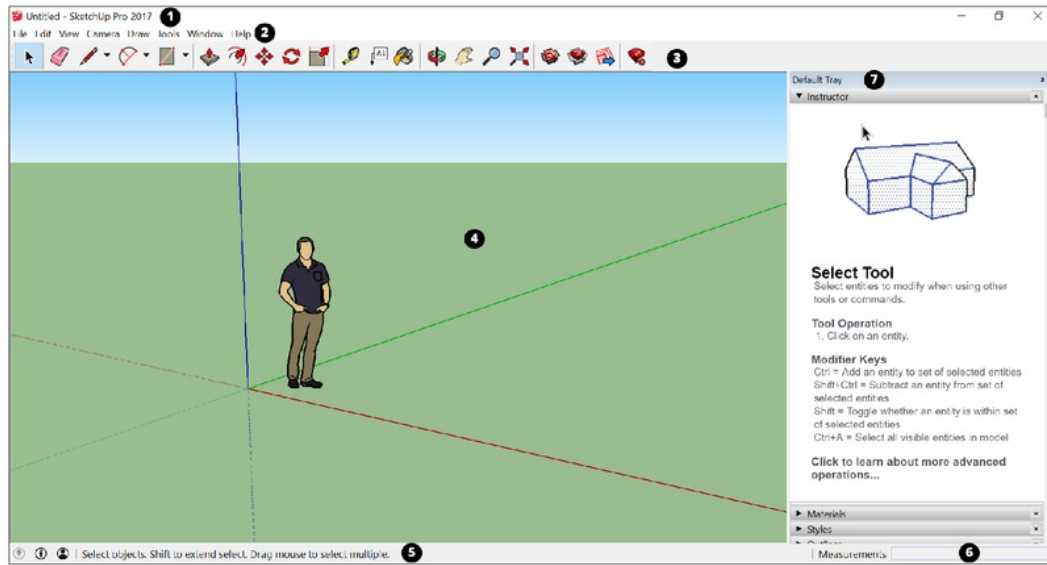 Untitled - SketchUp Pro 2017 1
File Edit View Camera Draw Tools Window Help 2
A1
3
Default Tray 7
Instructor
4
Select Tool
Select entities to modify when using other
tools or commands.
Tool Operation
1. Click on an entity.
Modifier Keys
Ctrl = Add an entity to set of selected entities
Shift+Ctrl = Subtract an entity from set of
selected entities
Shift = Toggle whether an entity is within set
of selected entities
Ctrl+A = Select all visible entities in model
Click to learn about more advanced
operations...
Materials
Styles
Select objects. Shift to extend select. Drag mouse to select multiple. 5
Measurements 6